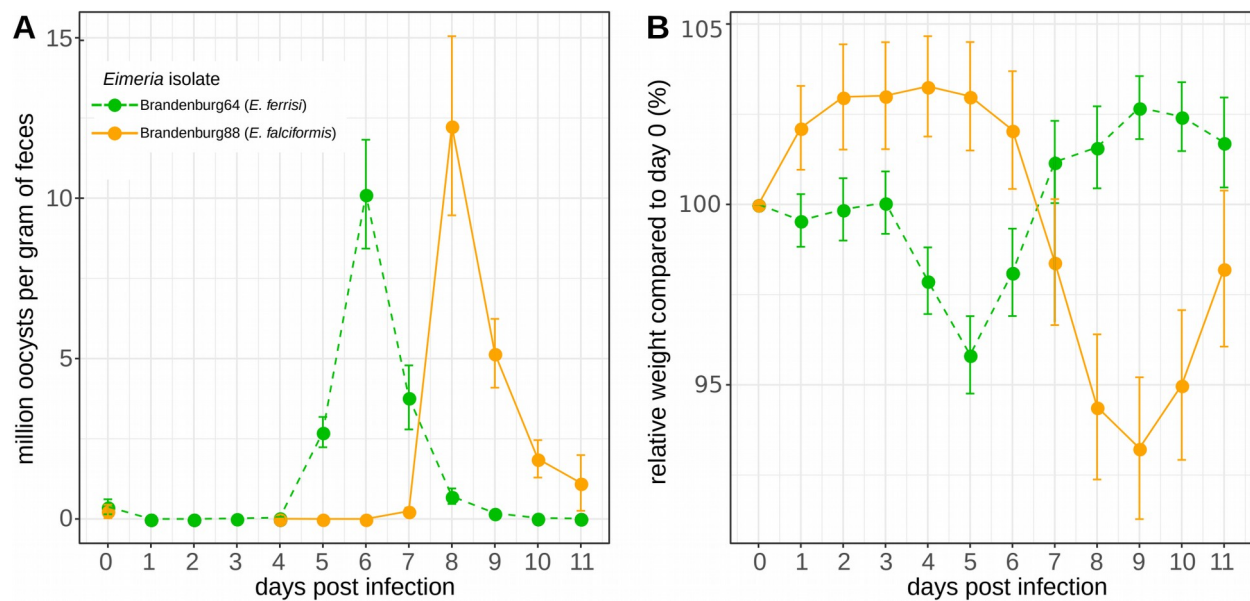 A
million oocysts per gram of feces
15
10
5
0
Eimeria isolate
Brandenburg64 (E. ferrisi)
Brandenburg88 (E. falciformis)
0 1 2 3 4 5 6 7 8 9 10 11
days post infection
B
relative weight compared to day 0 (%)
105
100
95
0 1 2 3 4 5 6 7 8 9 10 11
days post infection